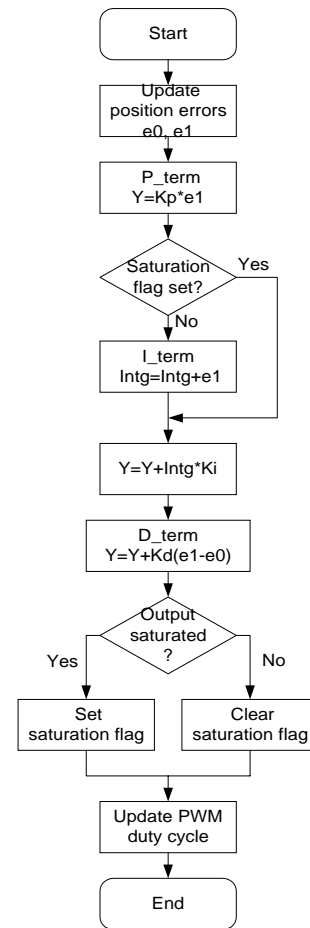 Start
Update
position errors
e0, e1
P_term
Y=Kp*e1
Saturation
flag set?
Yes
No
I_term
Intg=Intg+e1
Y=Y+Intg*Ki
D_term
Y=Y+Kd(e1-e0)
Output
saturated
?
Yes
No
Set
saturation flag
Clear
saturation flag
Update PWM
duty cycle
End